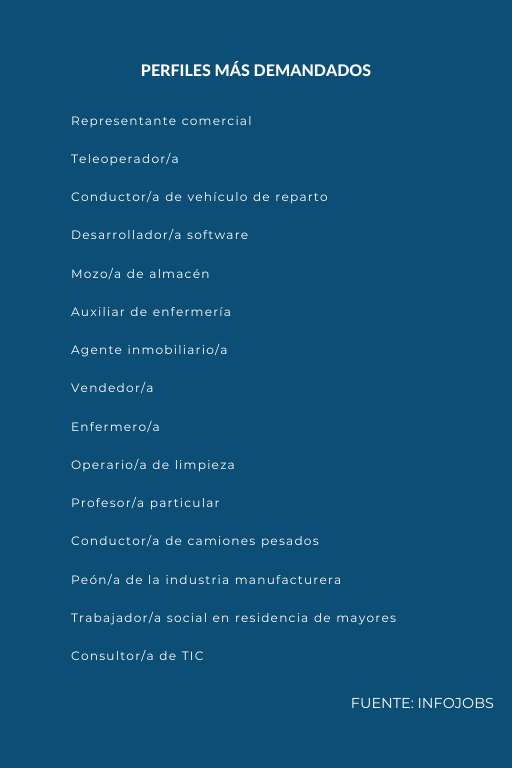 PERFILES MÁS DEMANDADOS
Representante comercial
Teleoperador/a
Conductor/a de vehículo de reparto
Desarrollador/a software
Mozo/a de almacén
Auxiliar de enfermería
Agente inmobiliario/a
Vendedor/a
Enfermero/a
Operario/a de limpieza
Profesor/a particular
Conductor/a de camiones pesados
Peón/a de la industria manufacturera
Trabajador/a social en residencia de mayores
Consultor/a de TIC
FUENTE: INFOJOBS